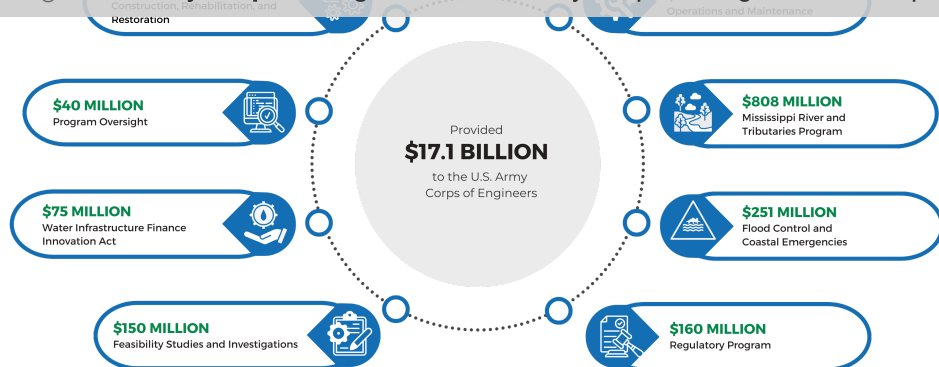 Construction, Rehabilitation, and
Restoration
Operations and Maintenance
$40 MILLION
Program Oversight
$75 MILLION
Water Infrastructure Finance
Innovation Act
$150 MILLION
Feasibility Studies and Investigations
Provided
$17.1 BILLION
to the U.S. Army
Corps of Engineers
$808 MILLION
Mississippi River and
Tributaries Program
$251 MILLION
Flood Control and
Coastal Emergencies
$160 MILLION
Regulatory Program